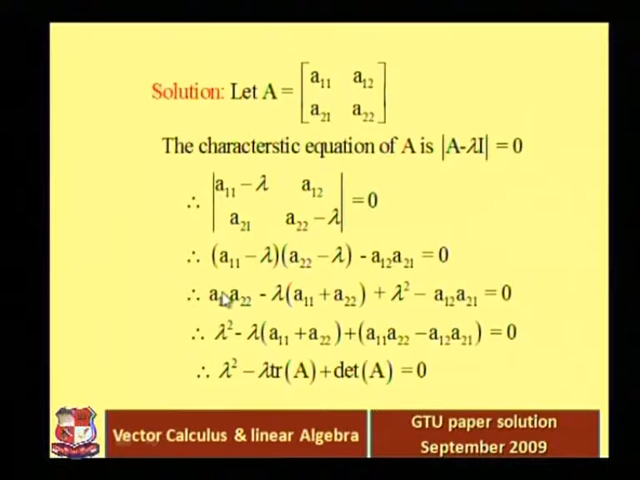 Solution: Let A = [ a₁₁ a₁₂
a₂₁ a₂₂ ]
The characterstic equation of A is |A-λI| = 0
∴ | a₁₁ − λ a₁₂
a₂₁ a₂₂ − λ | = 0
∴ (a₁₁ − λ)(a₂₂ − λ) - a₁₂a₂₁ = 0
∴ a₁₁a₂₂ - λ(a₁₁ + a₂₂) + λ² − a₁₂a₂₁ = 0
∴ λ² - λ(a₁₁ + a₂₂) + (a₁₁a₂₂ − a₁₂a₂₁) = 0
∴ λ² − λtr(A) + det(A) = 0
Vector Calculus & linear Algebra
GTU paper solution
September 2009